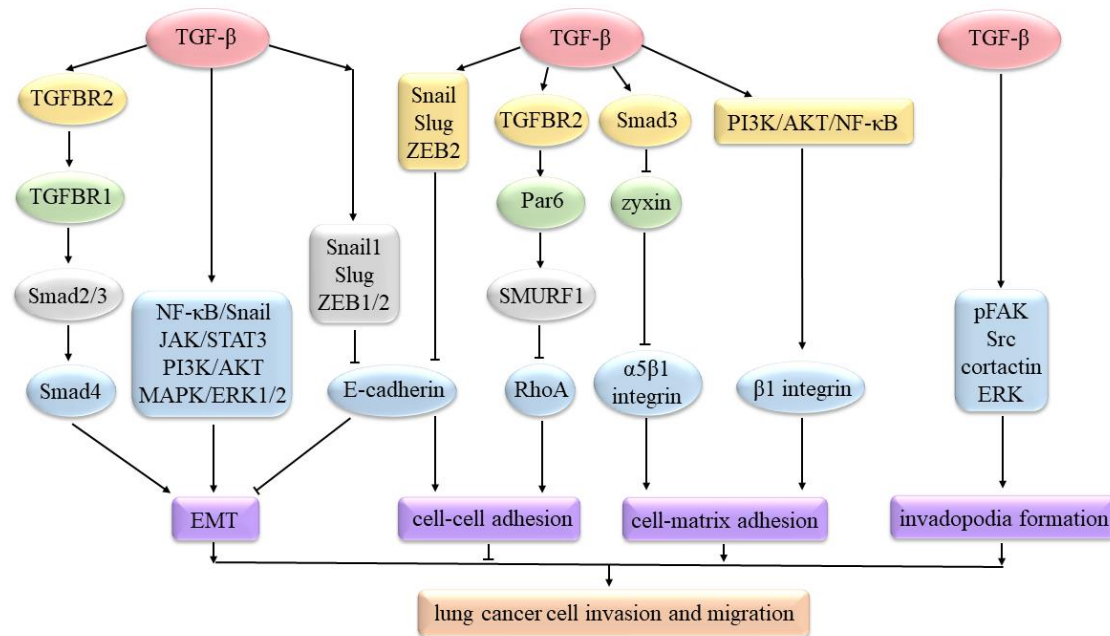 TGF-β
TGF-β
TGF-β
TGFBR2
Snail
Slug
ZEB2
TGFBR2
Smad3
PI3K/AKT/NF-κB
TGFBR1
Par6
zyxin
Snail1
Slug
ZEB1/2
Smad2/3
SMURF1
NF-κB/Snail
JAK/STAT3
PI3K/AKT
MAPK/ERK1/2
pFAK
Src
cortactin
ERK
Smad4
E-cadherin
RhoA
α5β1
integrin
β1 integrin
EMT
cell-cell adhesion
cell-matrix adhesion
invadopodia formation
lung cancer cell invasion and migration